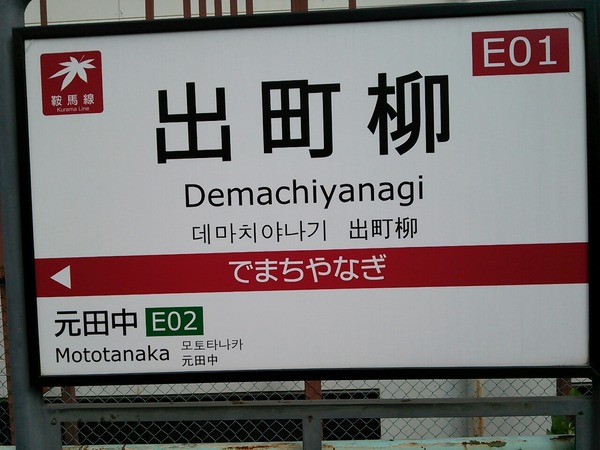 鞍馬線
Kurama Line
E01
出町柳
Demachiyanagi
데마치야나기 出町柳
でまちやなぎ
元田中 E02
Mototanaka
모토타나카
元田中